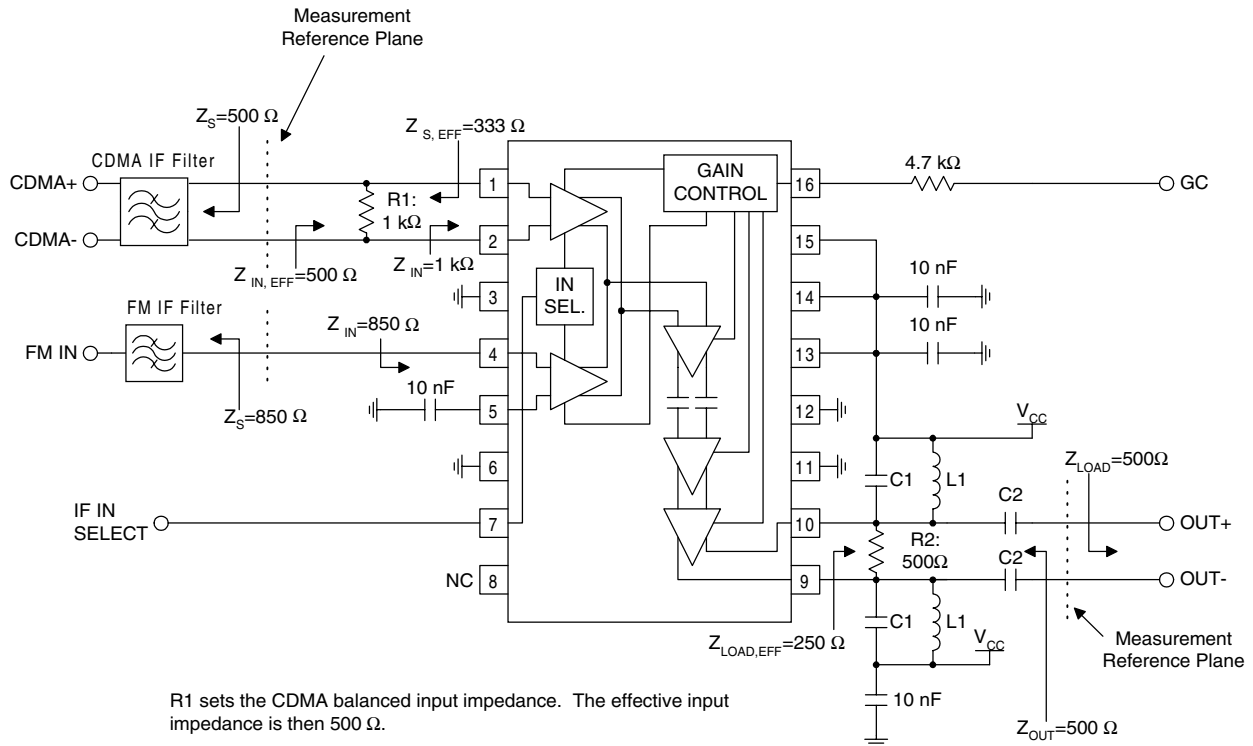 Measurement
Reference Plane
Z_S=500 Ω
Z_S, EFF=333 Ω
CDMA IF Filter
CDMA+
CDMA-
R1:
1 kΩ
Z_IN, EFF=500 Ω
Z_IN=1 kΩ
FM IF Filter
FM IN
Z_IN=850 Ω
10 nF
Z_S=850 Ω
IF IN
SELECT
NC
1
2
3
4
5
6
7
8
IN
SEL.
GAIN
CONTROL
16
15
14
13
12
11
10
9
4.7 kΩ
GC
10 nF
10 nF
V_CC
C1
L1
Z_LOAD=500Ω
C2
OUT+
R2:
500Ω
C2
OUT-
C1
L1
Z_LOAD,EFF=250 Ω
V_CC
Measurement
Reference Plane
10 nF
Z_OUT=500 Ω
R1 sets the CDMA balanced input impedance. The effective input
impedance is then 500 Ω.